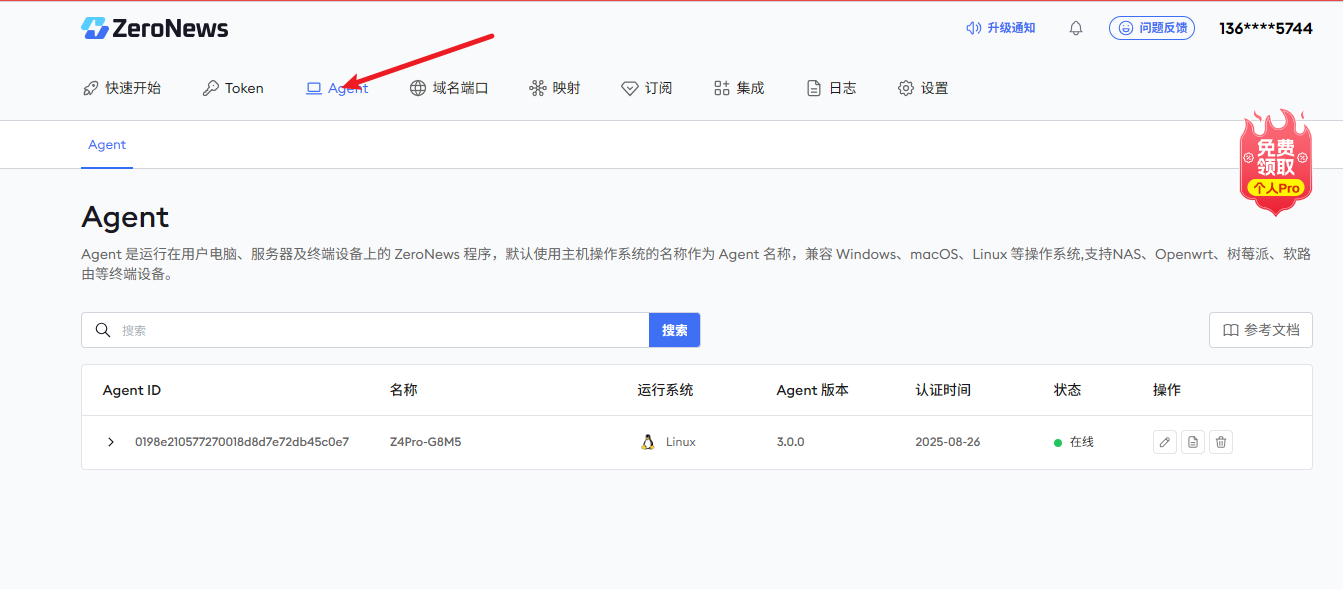 ZeroNews
升级通知
问题反馈
136****5744
快速开始
Token
Agent
域名端口
映射
订阅
集成
日志
设置
Agent
免费
领取
个人Pro
Agent
Agent 是运行在用户电脑、服务器及终端设备上的 ZeroNews 程序，默认使用主机操作系统的名称作为 Agent 名称，兼容 Windows、macOS、Linux 等操作系统,支持NAS、Openwrt、树莓派、软路
由等终端设备。
搜索
搜索
参考文档
Agent ID
名称
运行系统
Agent 版本
认证时间
状态
操作
0198e210577270018d8d7e72db45c0e7
Z4Pro-G8M5
Linux
3.0.0
2025-08-26
在线